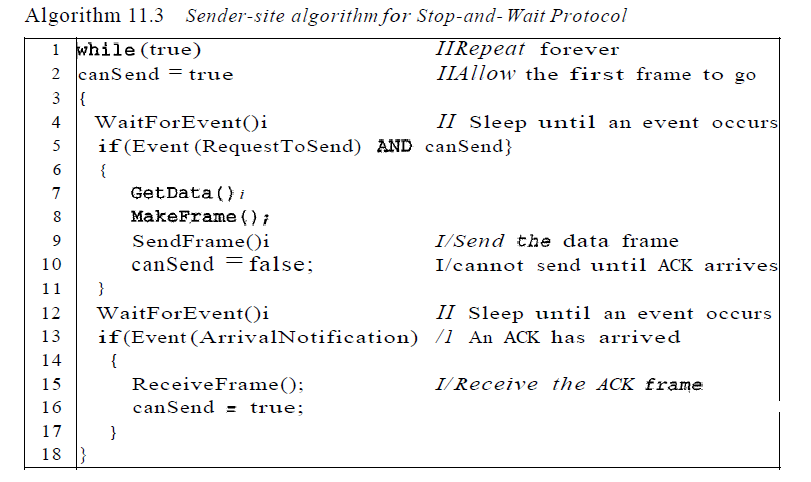 Algorithm 11.3 Sender-site algorithm for Stop-and-Wait Protocol
1 while(true) IIRepeat forever
2 canSend = true IIAllow the first frame to go
3 {
4 WaitForEvent()i II Sleep until an event occurs
5 if(Event(RequestToSend) AND canSend}
6 {
7 GetData()i
8 MakeFrame();
9 SendFrame()i I/Send the data frame
10 canSend = false; I/cannot send until ACK arrives
11 }
12 WaitForEvent()i II Sleep until an event occurs
13 if(Event(ArrivalNotification) /1 An ACK has arrived
14 {
15 ReceiveFrame(); I/Receive the ACK frame
16 canSend = true;
17 }
18 }